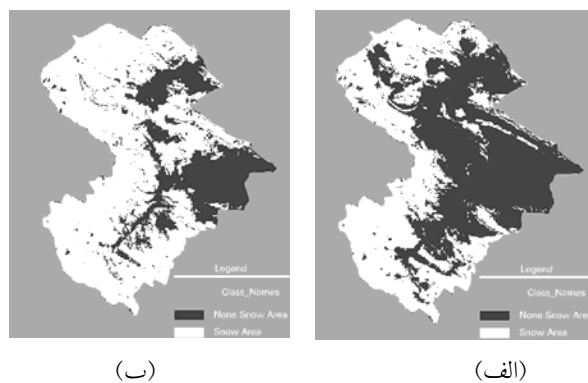 Legend
Class_Names
None Snow Area
Snow Area
Legend
Class_Names
None Snow Area
Snow Area
(الف)
(ب)